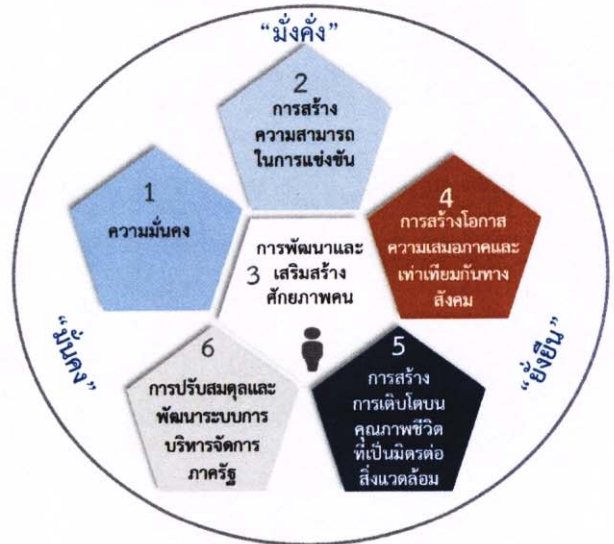 “มั่งคั่ง”
2
การสร้าง
ความสามารถ
ในการแข่งขัน
1
ความมั่นคง
4
การสร้างโอกาส
ความเสมอภาคและ
เท่าเทียมกันทาง
สังคม
การพัฒนาและ
3 เสริมสร้าง
ศักยภาพคน
“มั่นคง”
“ยั่งยืน”
6
การปรับสมดุลและ
พัฒนาระบบการ
บริหารจัดการ
ภาครัฐ
5
การสร้าง
การเติบโตบน
คุณภาพชีวิต
ที่เป็นมิตรต่อ
สิ่งแวดล้อม